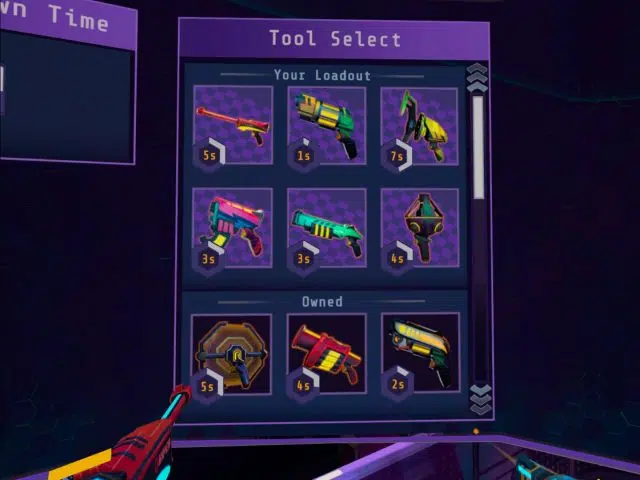 wn Time
Tool Select
Your Loadout
5s
1s
7s
3s
3s
4s
Owned
5s
4s
2s